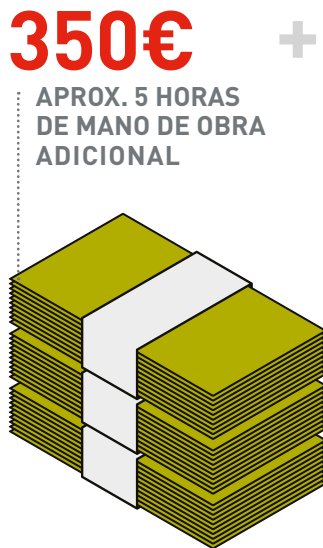 350€ +
APROX. 5 HORAS
DE MANO DE OBRA
ADICIONAL